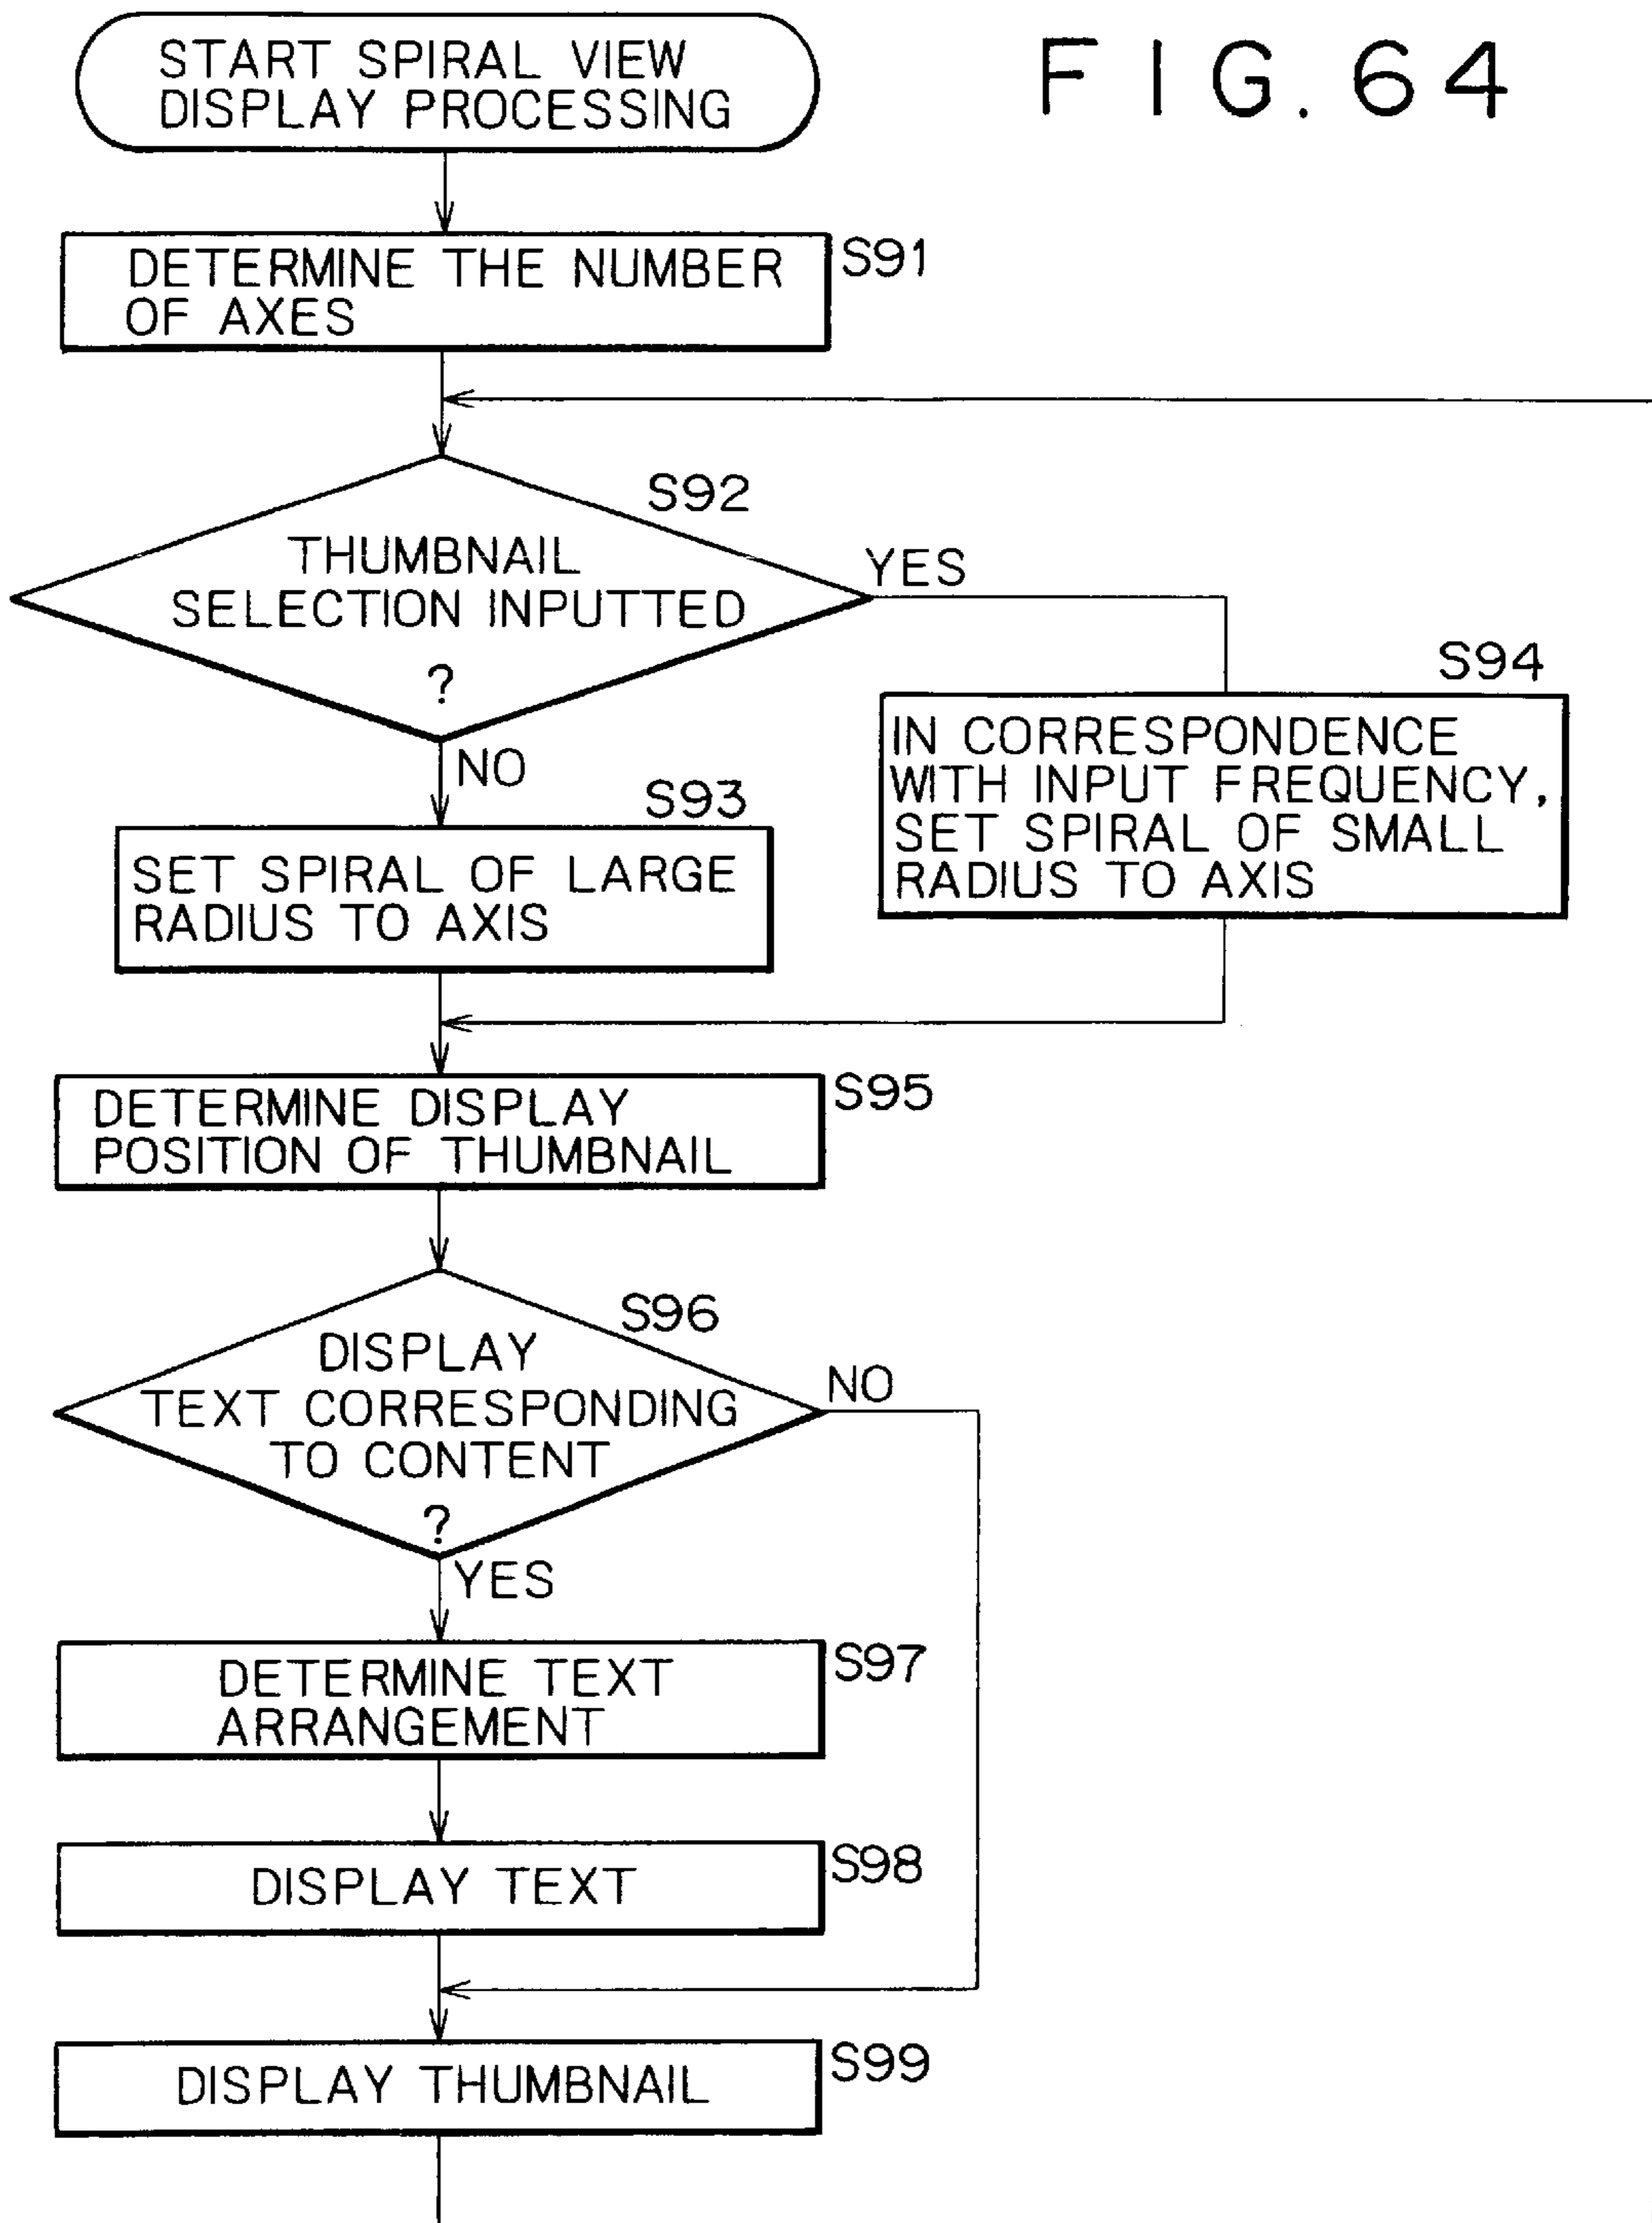 START SPIRAL VIEW
DISPLAY PROCESSING
FIG. 64
DETERMINE THE NUMBER
OF AXES
S91
S92
THUMBNAIL
SELECTION INPUTTED
?
YES
NO
S94
IN CORRESPONDENCE
WITH INPUT FREQUENCY,
SET SPIRAL OF SMALL
RADIUS TO AXIS
S93
SET SPIRAL OF LARGE
RADIUS TO AXIS
DETERMINE DISPLAY
POSITION OF THUMBNAIL
S95
S96
DISPLAY
TEXT CORRESPONDING
TO CONTENT
?
NO
YES
DETERMINE TEXT
ARRANGEMENT
S97
DISPLAY TEXT
S98
DISPLAY THUMBNAIL
S99